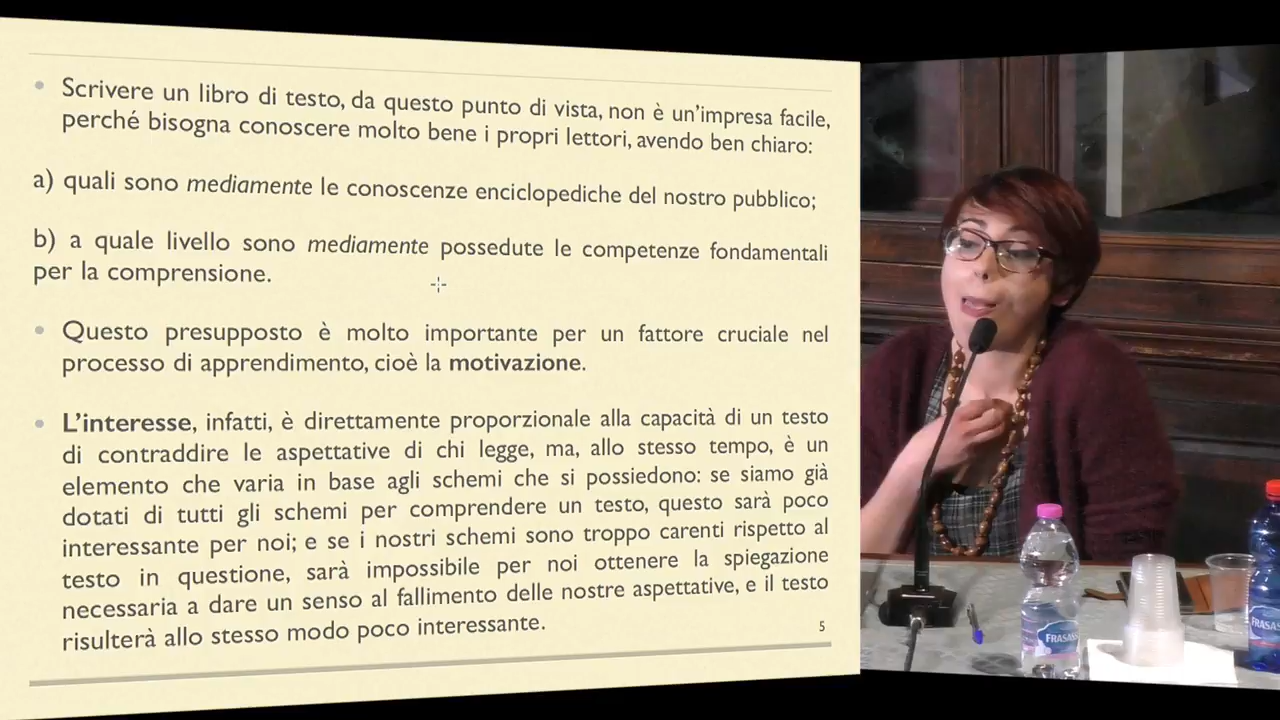 • Scrivere un libro di testo, da questo punto di vista, non è un'impresa facile,
perché bisogna conoscere molto bene i propri lettori, avendo ben chiaro:
a) quali sono mediamente le conoscenze enciclopediche del nostro pubblico;
b) a quale livello sono mediamente possedute le competenze fondamentali
per la comprensione.
• Questo presupposto è molto importante per un fattore cruciale nel
processo di apprendimento, cioè la motivazione.
• L'interesse, infatti, è direttamente proporzionale alla capacità di un testo
di contraddire le aspettative di chi legge, ma, allo stesso tempo, è un
elemento che varia in base agli schemi che si possiedono: se siamo già
dotati di tutti gli schemi per comprendere un testo, questo sarà poco
interessante per noi; e se i nostri schemi sono troppo carenti rispetto al
testo in questione, sarà impossibile per noi ottenere la spiegazione
necessaria a dare un senso al fallimento delle nostre aspettative, e il testo
risulterà allo stesso modo poco interessante.
5
FRASAS
FRASAS